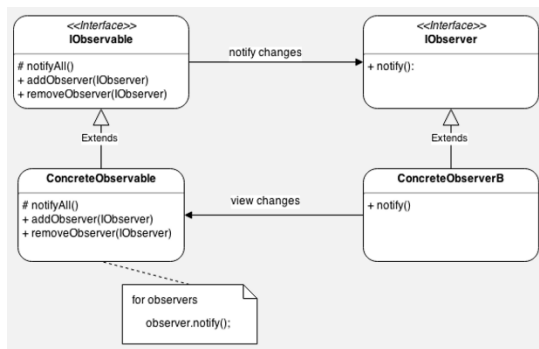 <<Interface>>
IObservable
# notifyAll()
+ addObserver(IObserver)
+ removeObserver(IObserver)
notify changes
<<Interface>>
IObserver
+ notify():
Extends
Extends
ConcreteObservable
# notifyAll()
+ addObserver(IObserver)
+ removeObserver(IObserver)
view changes
ConcreteObserverB
+ notify()
for observers
observer.notify();